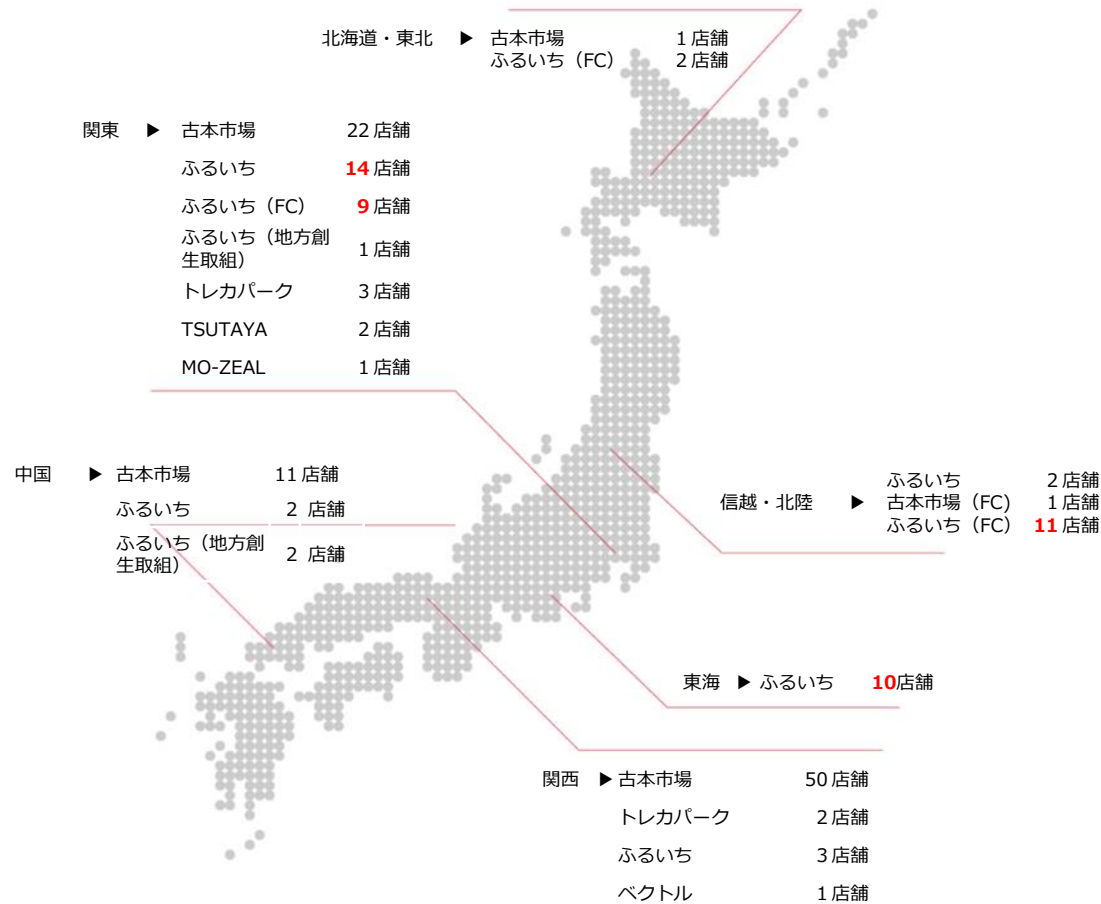 北海道・東北 ▶ 古本市場 1店舗
ふるいち（FC） 2店舗
関東 ▶ 古本市場 22店舗
ふるいち 14店舗
ふるいち（FC） 9店舗
ふるいち（地方創
生取組） 1店舗
トレカパーク 3店舗
TSUTAYA 2店舗
MO-ZEAL 1店舗
中国 ▶ 古本市場 11店舗
ふるいち 2 店舗
ふるいち（地方創
生取組） 2 店舗
信越・北陸 ▶ ふるいち 2店舗
古本市場（FC) 1店舗
ふるいち（FC） 11店舗
東海 ▶ ふるいち 10店舗
関西 ▶ 古本市場 50店舗
トレカパーク 2店舗
ふるいち 3店舗
ベクトル 1店舗